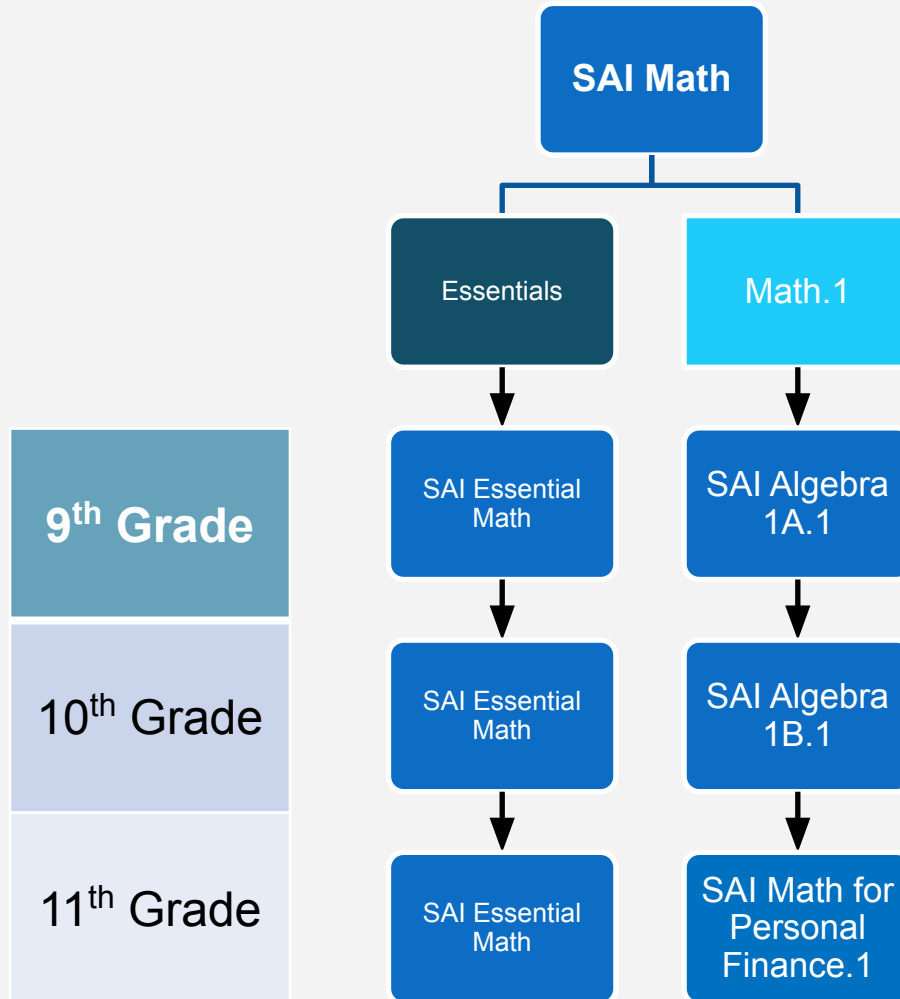 SAI Math
Essentials
Math.1
9th Grade
SAI Essential
Math
SAI Algebra
1A.1
10th Grade
SAI Essential
Math
SAI Algebra
1B.1
11th Grade
SAI Essential
Math
SAI Math for
Personal
Finance.1